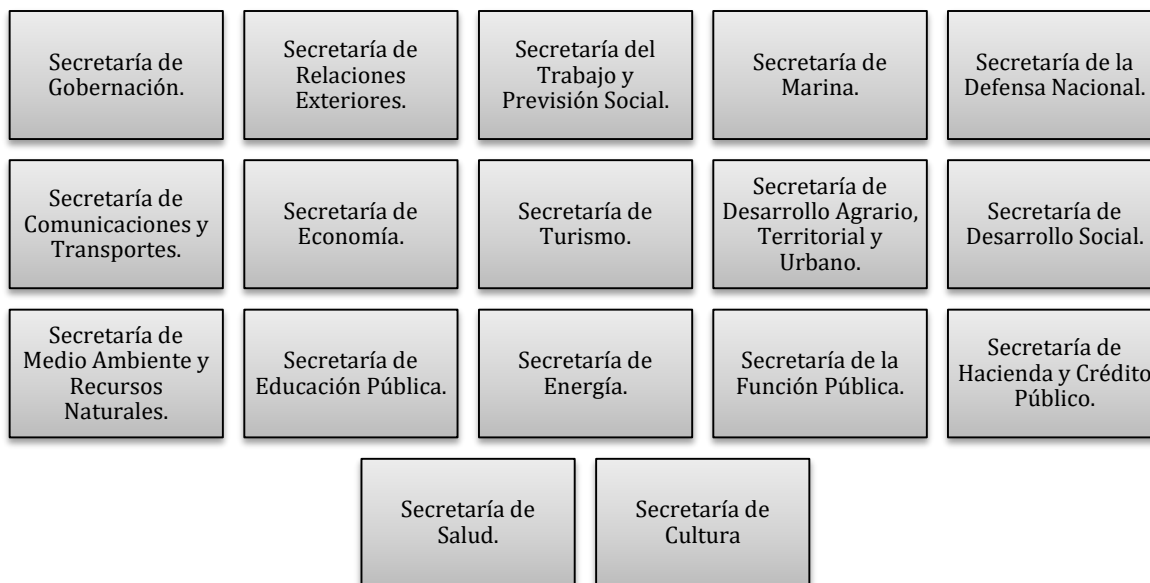 Secretaría de
Gobernación.
Secretaría de
Relaciones
Exteriores.
Secretaría del
Trabajo y
Previsión Social.
Secretaría de
Marina.
Secretaría de la
Defensa Nacional.
Secretaría de
Comunicaciones y
Transportes.
Secretaría de
Economía.
Secretaría de
Turismo.
Secretaría de
Desarrollo Agrario,
Territorial y
Urbano.
Secretaría de
Desarrollo Social.
Secretaría de
Medio Ambiente y
Recursos
Naturales.
Secretaría de
Educación Pública.
Secretaría de
Energía.
Secretaría de la
Función Pública.
Secretaría de
Hacienda y Crédito
Público.
Secretaría de
Salud.
Secretaría de
Cultura